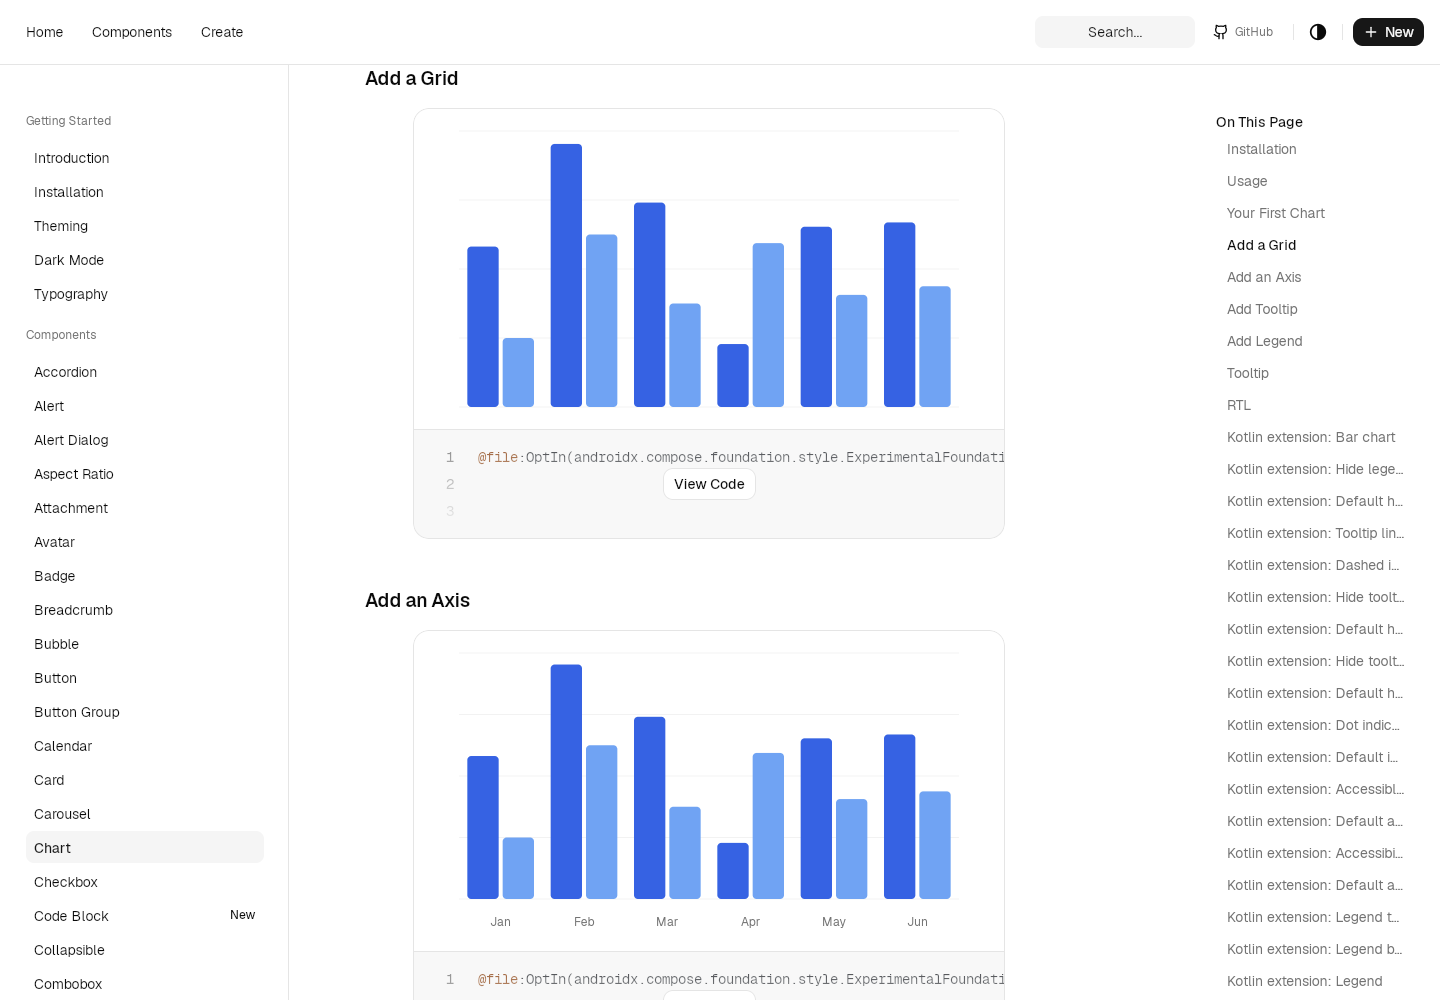 Home
Components
Create
Search...
GitHub
New
Getting Started
Introduction
Installation
Theming
Dark Mode
Typography
Components
Accordion
Alert
Alert Dialog
Aspect Ratio
Attachment
Avatar
Badge
Breadcrumb
Bubble
Button
Button Group
Calendar
Card
Carousel
Chart
Checkbox
Code Block New
Collapsible
Combobox
Add a Grid
1 @file:OptIn(androidx.compose.foundation.style.ExperimentalFoundati
2
View Code
3
Add an Axis
Jan Feb Mar Apr May Jun
1 @file:OptIn(androidx.compose.foundation.style.ExperimentalFoundati
On This Page
Installation
Usage
Your First Chart
Add a Grid
Add an Axis
Add Tooltip
Add Legend
Tooltip
RTL
Kotlin extension: Bar chart
Kotlin extension: Hide lege...
Kotlin extension: Default h...
Kotlin extension: Tooltip lin...
Kotlin extension: Dashed i...
Kotlin extension: Hide toolt...
Kotlin extension: Default h...
Kotlin extension: Hide toolt...
Kotlin extension: Default h...
Kotlin extension: Dot indic...
Kotlin extension: Default i...
Kotlin extension: Accessibl...
Kotlin extension: Default a...
Kotlin extension: Accessibi...
Kotlin extension: Default a...
Kotlin extension: Legend t...
Kotlin extension: Legend b...
Kotlin extension: Legend